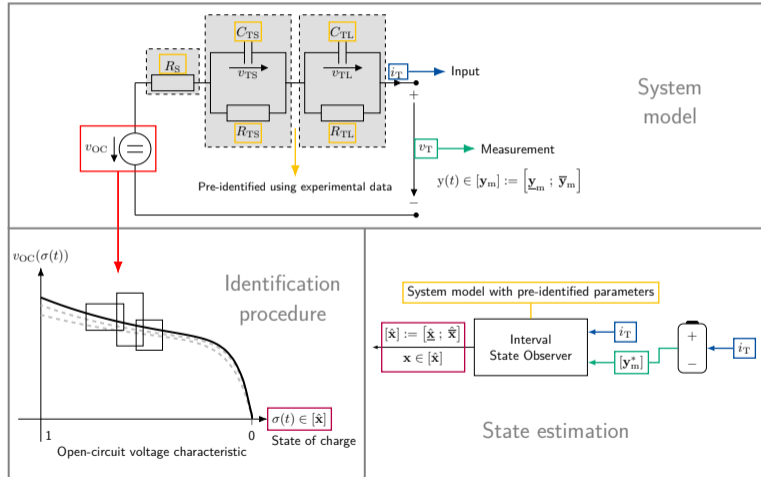 C_TS
C_TL
R_S
v_TS
v_TL
i_T
Input
+
System
model
R_TS
R_TL
v_OC
v_T
Measurement
Pre-identified using experimental data
y(t) ∈ [𝐲_m] := [𝐲̲_m ; 𝐲̅_m]
−
v_OC(σ(t))
Identification
procedure
1
0
σ(t) ∈ [𝐱̂]
State of charge
Open-circuit voltage characteristic
System model with pre-identified parameters
[𝐱̂] := [𝐱̲̂ ; 𝐱̅̂]
𝐱 ∈ [𝐱̂]
Interval
State Observer
i_T
[𝐲*_m]
+
−
i_T
State estimation